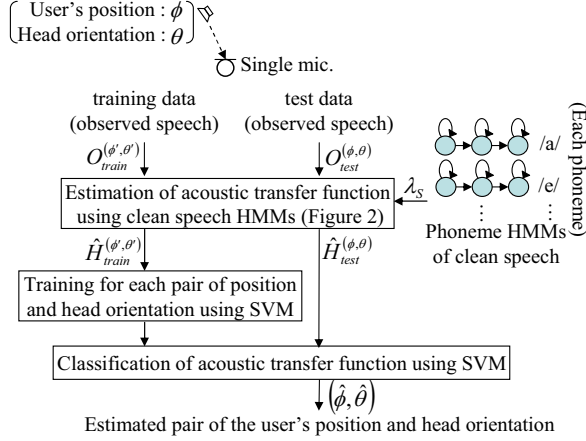 User's position : ϕ
Head orientation : θ
Single mic.
training data
(observed speech)
test data
(observed speech)
(Each phoneme)
O_train^(ϕ',θ')
O_test^(ϕ,θ)
/a/
/e/
Estimation of acoustic transfer function
using clean speech HMMs (Figure 2)
λ_S
⋮ ⋮
Phoneme HMMs
of clean speech
Ĥ_train^(ϕ',θ')
Ĥ_test^(ϕ,θ)
Training for each pair of position
and head orientation using SVM
Classification of acoustic transfer function using SVM
(ϕ̂,θ̂)
Estimated pair of the user's position and head orientation